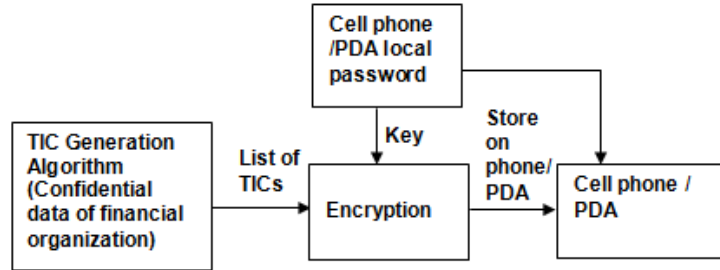 Cell phone
/PDA local
password
TIC Generation
Algorithm
(Confidential
data of financial
organization)
List of
TICs
Key
Encryption
Store
on
phone/
PDA
Cell phone /
PDA